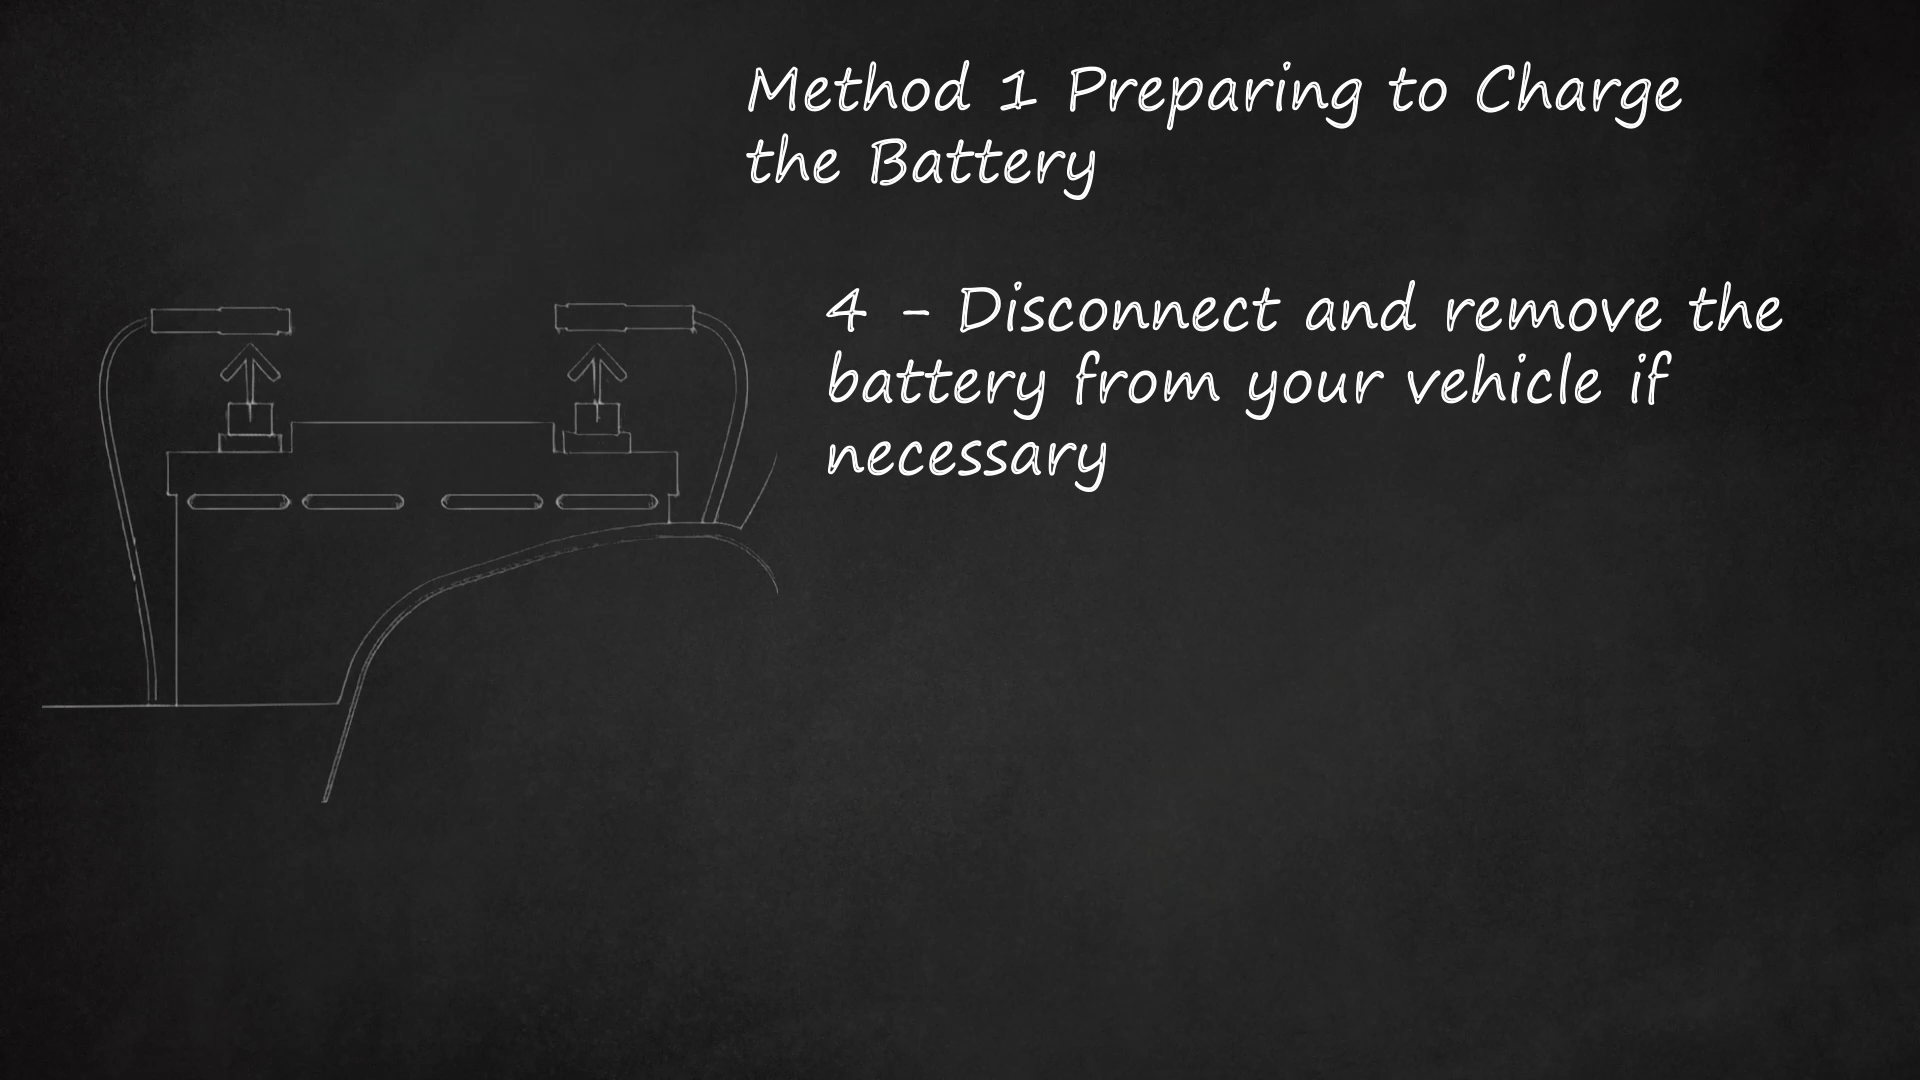 Method 1 Preparing to Charge
the Battery
4 - Disconnect and remove the
battery from your vehicle if
necessary